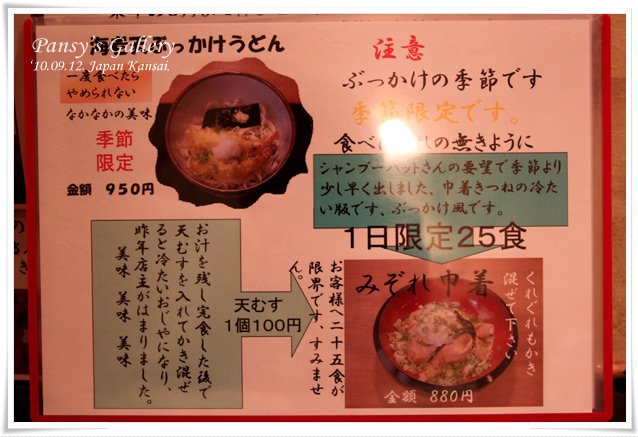 Pansy's Gallery
'10.09.12. Japan Kansai.
ぶっかけうどん
一度食べたら
やめられない
なかなかの美味
季節
限定
金額 950円
注意
ぶっかけの季節です
季節限定です。
の無きように
シャンプーハットさんの要望で季節より
少し早く出しました、巾着きつねの冷た
い版です、ぶっかけ風です。
1日限定25食
お汁を残し完食した後で
天むすを入れてかき混ぜ
ると冷たいおじやになり、
昨年店主がはまりました。
美味 美味 美味
天むす
1個100円
お客様へ二十五食が
限界です、すみませ
ん。
みぞれ巾着
くれぐれもかき
混ぜて下さい
金額 880円